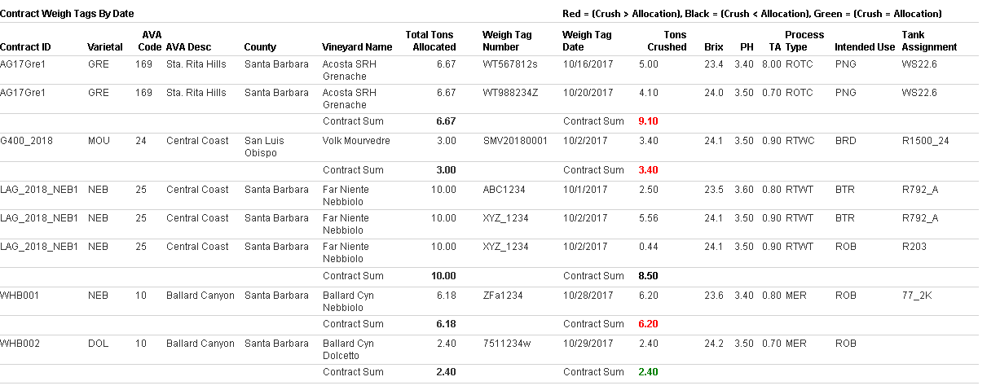 Contract Weigh Tags By Date Red = (Crush > Allocation), Black = (Crush < Allocation), Green = (Crush = Allocation)
AVA Total Tons Weigh Tag Weigh Tag Tons Process Tank
Contract ID Varietal Code AVA Desc County Vineyard Name Allocated Number Date Crushed Brix PH TA Type Intended Use Assignment
AG17Gre1 GRE 169 Sta. Rita Hills Santa Barbara Acosta SRH 6.67 WT567812s 10/16/2017 5.00 23.4 3.40 8.00 ROTC PNG WS22.6
Grenache
AG17Gre1 GRE 169 Sta. Rita Hills Santa Barbara Acosta SRH 6.67 WT988234Z 10/20/2017 4.10 24.0 3.50 0.70 ROTC PNG WS22.6
Grenache
Contract Sum 6.67 Contract Sum 9.10
G400_2018 MOU 24 Central Coast San Luis Volk Mourvedre 3.00 SMV20180001 10/2/2017 3.40 24.1 3.50 0.90 RTWC BRD R1500_24
Obispo
Contract Sum 3.00 Contract Sum 3.40
LAG_2018_NEB1 NEB 25 Central Coast Santa Barbara Far Niente 10.00 ABC1234 10/1/2017 2.50 23.5 3.60 0.80 RTWT BTR R792_A
Nebbiolo
LAG_2018_NEB1 NEB 25 Central Coast Santa Barbara Far Niente 10.00 XYZ_1234 10/2/2017 5.56 24.1 3.50 0.90 RTWT BTR R792_A
Nebbiolo
LAG_2018_NEB1 NEB 25 Central Coast Santa Barbara Far Niente 10.00 XYZ_1234 10/2/2017 0.44 24.1 3.50 0.90 RTWT ROB R203
Nebbiolo
Contract Sum 10.00 Contract Sum 8.50
WHB001 NEB 10 Ballard Canyon Santa Barbara Ballard Cyn 6.18 ZFa1234 10/28/2017 6.20 23.6 3.40 0.80 MER ROB 77_2K
Nebbiolo
Contract Sum 6.18 Contract Sum 6.20
WHB002 DOL 10 Ballard Canyon Santa Barbara Ballard Cyn 2.40 7511234w 10/29/2017 2.40 24.2 3.50 0.70 MER ROB
Dolcetto
Contract Sum 2.40 Contract Sum 2.40